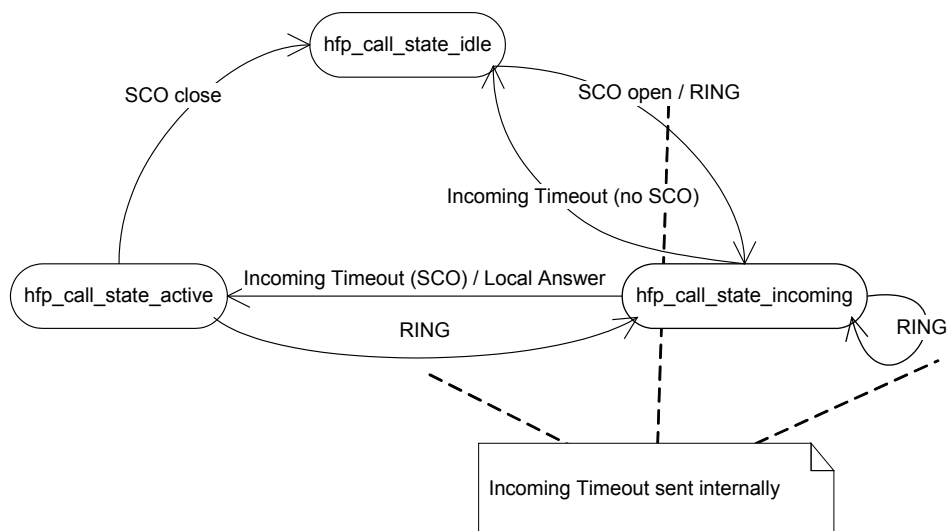 hfp_call_state_idle
SCO close
SCO open / RING
Incoming Timeout (no SCO)
hfp_call_state_active
Incoming Timeout (SCO) / Local Answer
hfp_call_state_incoming
RING
RING
Incoming Timeout sent internally